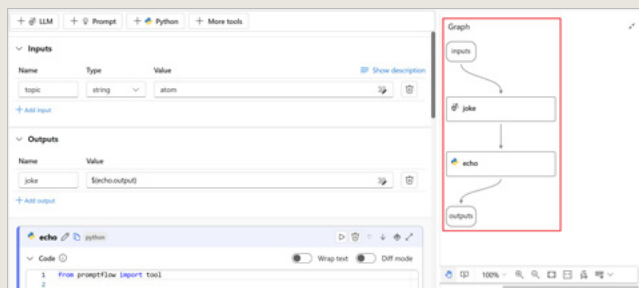 + LLM + Prompt + Python + More tools
Inputs
Name Type Value Show description
topic string atom
+ Add input
Outputs
Name Value
joke ${echo.output}
+ Add output
echo python
Code Wrap text Diff mode
1 from promptflow import tool
2
Graph
inputs
joke
echo
outputs
100%